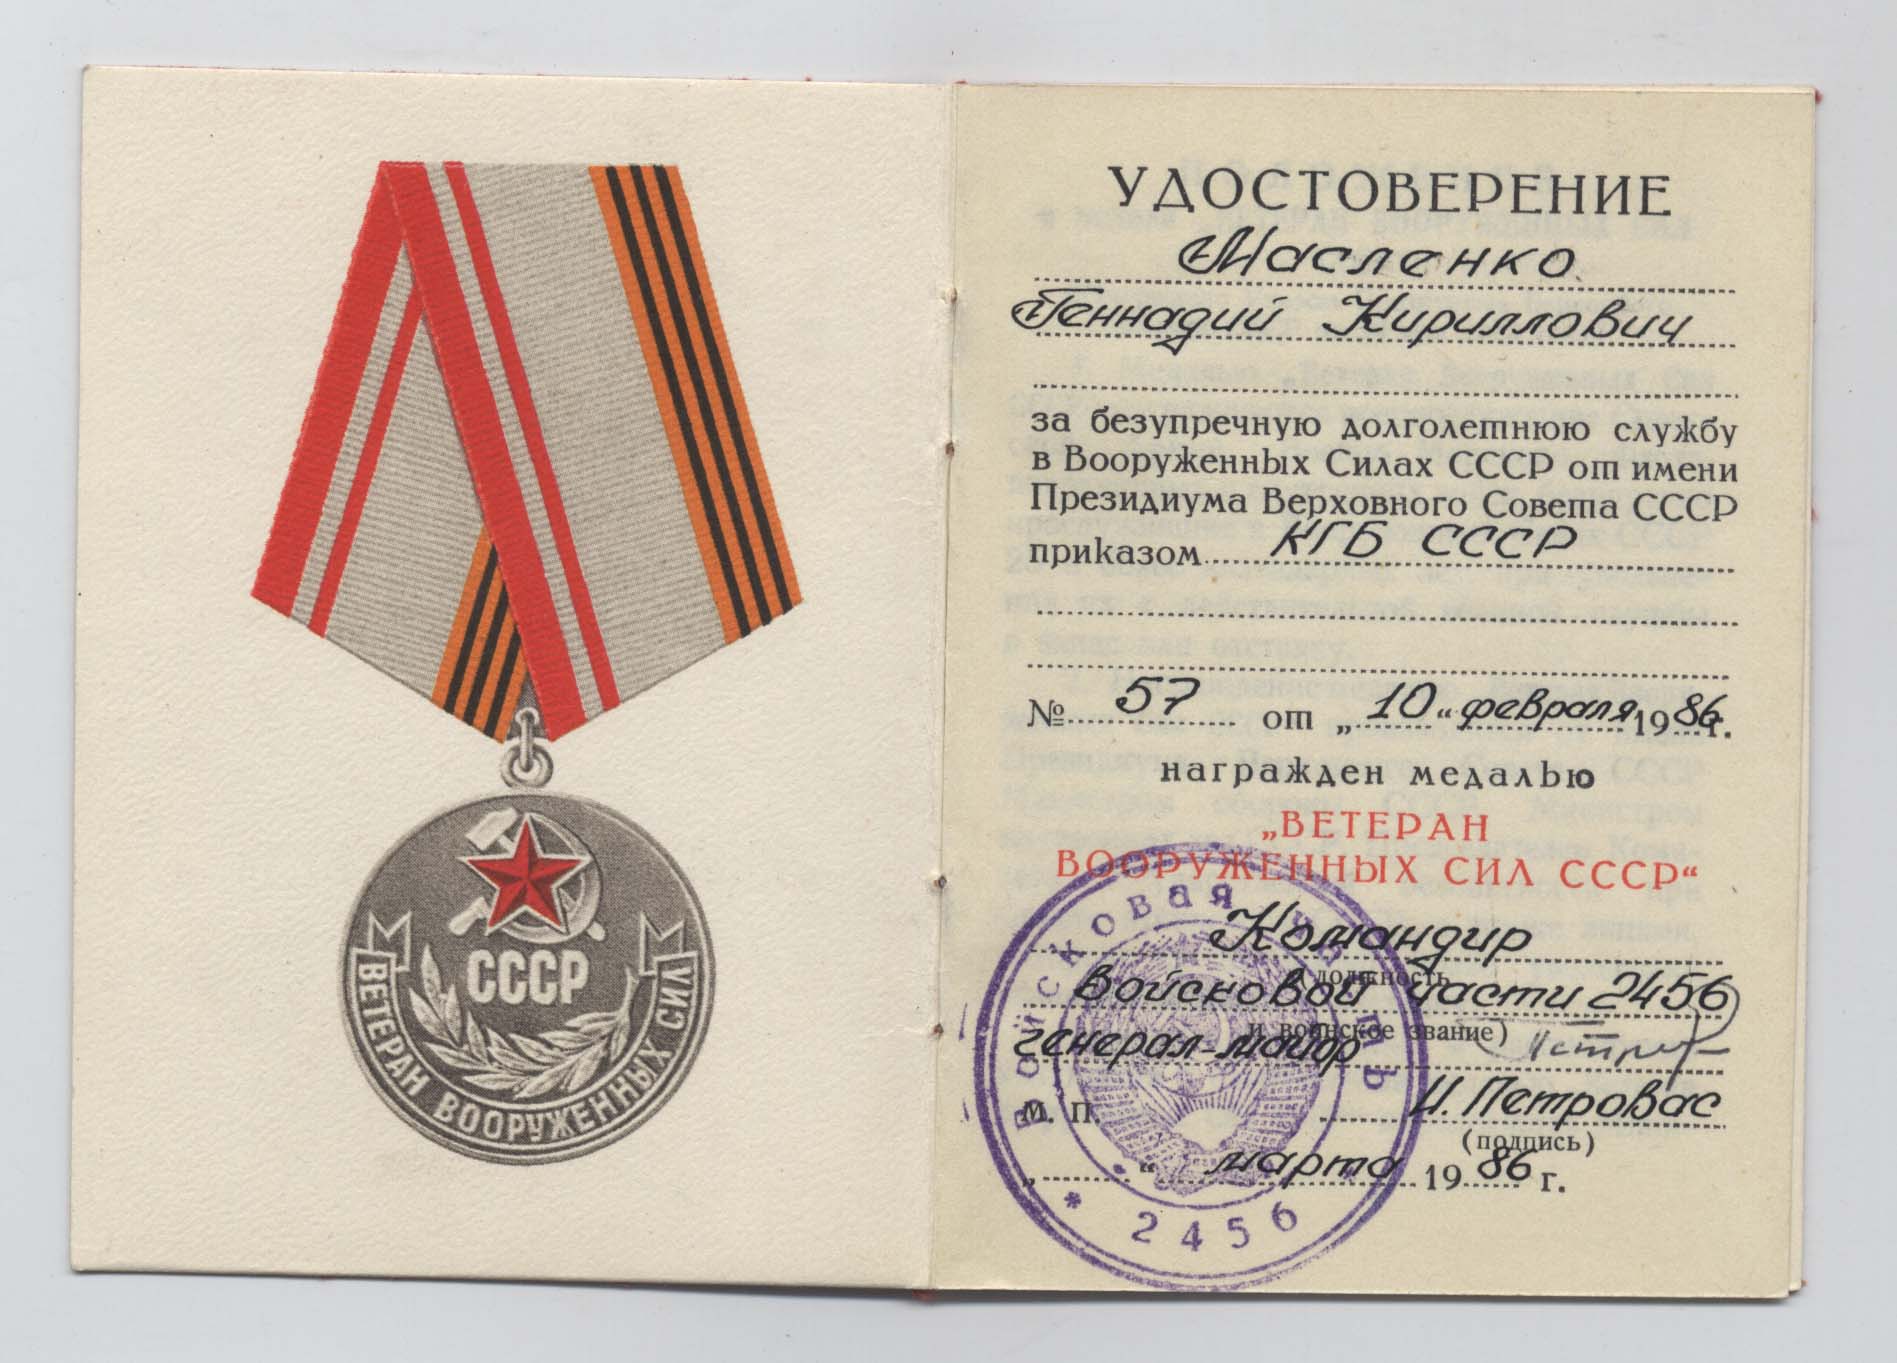 СССР
ВЕТЕРАН ВООРУЖЕННЫХ СИЛ
УДОСТОВЕРЕНИЕ
Масленко
Геннадий Кириллович
за безупречную долголетнюю службу
в Вооруженных Силах СССР от имени
Президиума Верховного Совета СССР
приказом КГБ СССР
№ 57 от „10“ февраля 1986 г.
награжден медалью
„ВЕТЕРАН
ВООРУЖЕННЫХ СИЛ СССР“
Командир
(должность
Войсковой части 2456
и воинское звание)
генерал-майор
М. П. И. Петровас
(подпись)
„ “ марта 1986 г.
Войсковая часть
* 2456 *